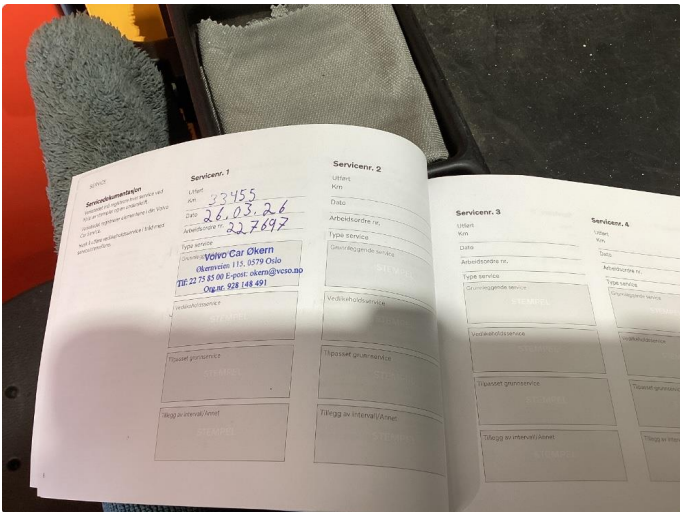 SERVICE
Servicedokumentasjon
Servicenr. 1
Utført
Km 33455
Dato 26.03.26
Arbeidsordre nr. 227697
Type service
Volvo Car Økern
Økernveien 115, 0579 Oslo
Tlf: 22 75 85 00 E-post: okern@vcso.no
Org.nr. 928 148 491
Vedlikeholdsservice
Tilpasset grunnservice
Tillegg av intervall/Annet
STEMPEL
Servicenr. 2
Utført
Km
Dato
Arbeidsordre nr.
Type service
Grunnleggende service
Vedlikeholdsservice
Tilpasset grunnservice
Tillegg av intervall/Annet
Servicenr. 3
Utført
Km
Dato
Arbeidsordre nr.
Type service
Grunnleggende service
STEMPEL
Vedlikeholdsservice
Tilpasset grunnservice
Tillegg av intervall/Annet
Servicenr. 4
Utført
Km
Dato
Arbeidsordre nr.
Type service
Grunnleggende service
Vedlikeholdsservice
Tilpasset grunnservice